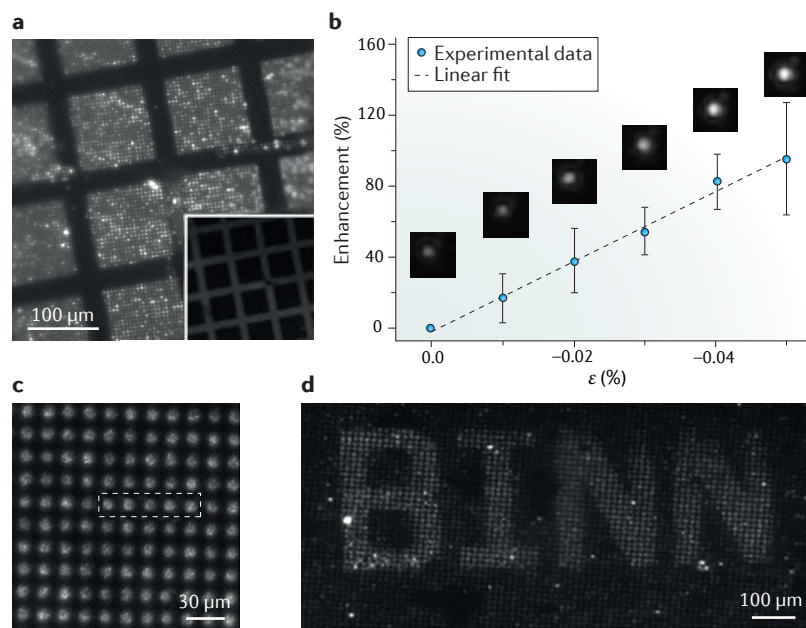 a
100 μm
b
Enhancement (%)
160
120
80
40
0
Experimental data
Linear fit
0.0
−0.02
−0.04
ε (%)
c
30 μm
d
BINN
100 μm